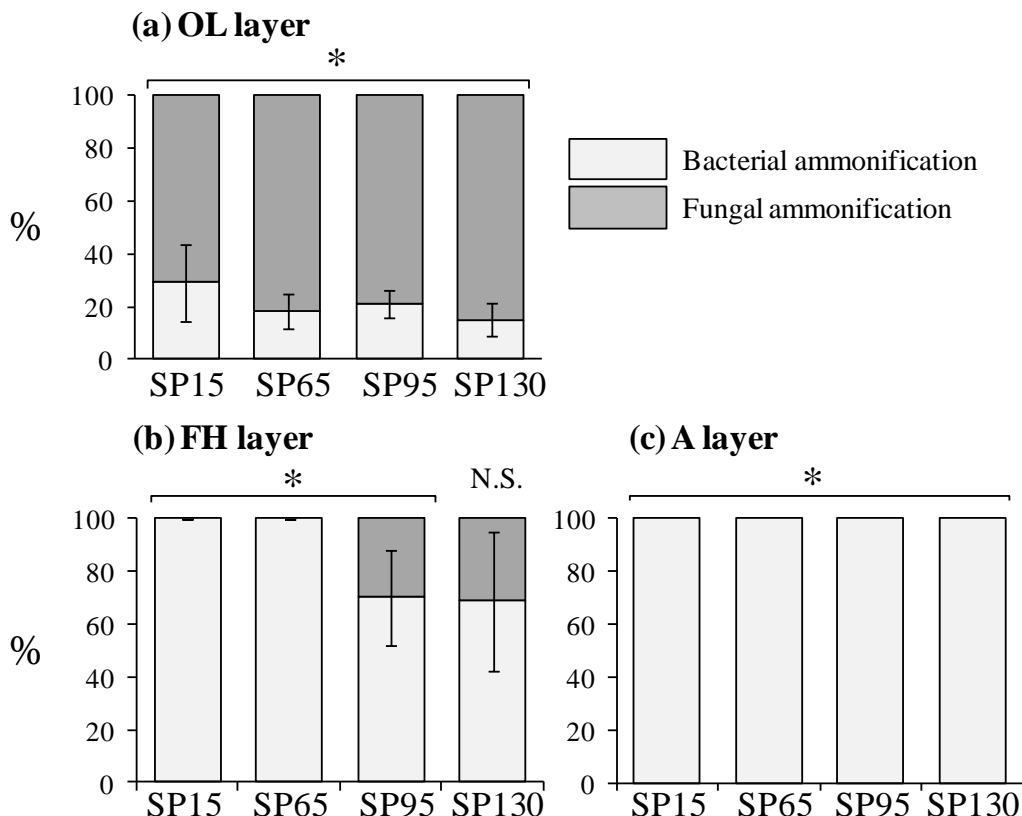 (a) OL layer
*
100
80
60
40
20
0
%
SP15 SP65 SP95 SP130
Bacterial ammonification
Fungal ammonification
(b) FH layer
* N.S.
100
80
60
40
20
0
%
SP15 SP65 SP95 SP130
(c) A layer
*
100
80
60
40
20
0
SP15 SP65 SP95 SP130